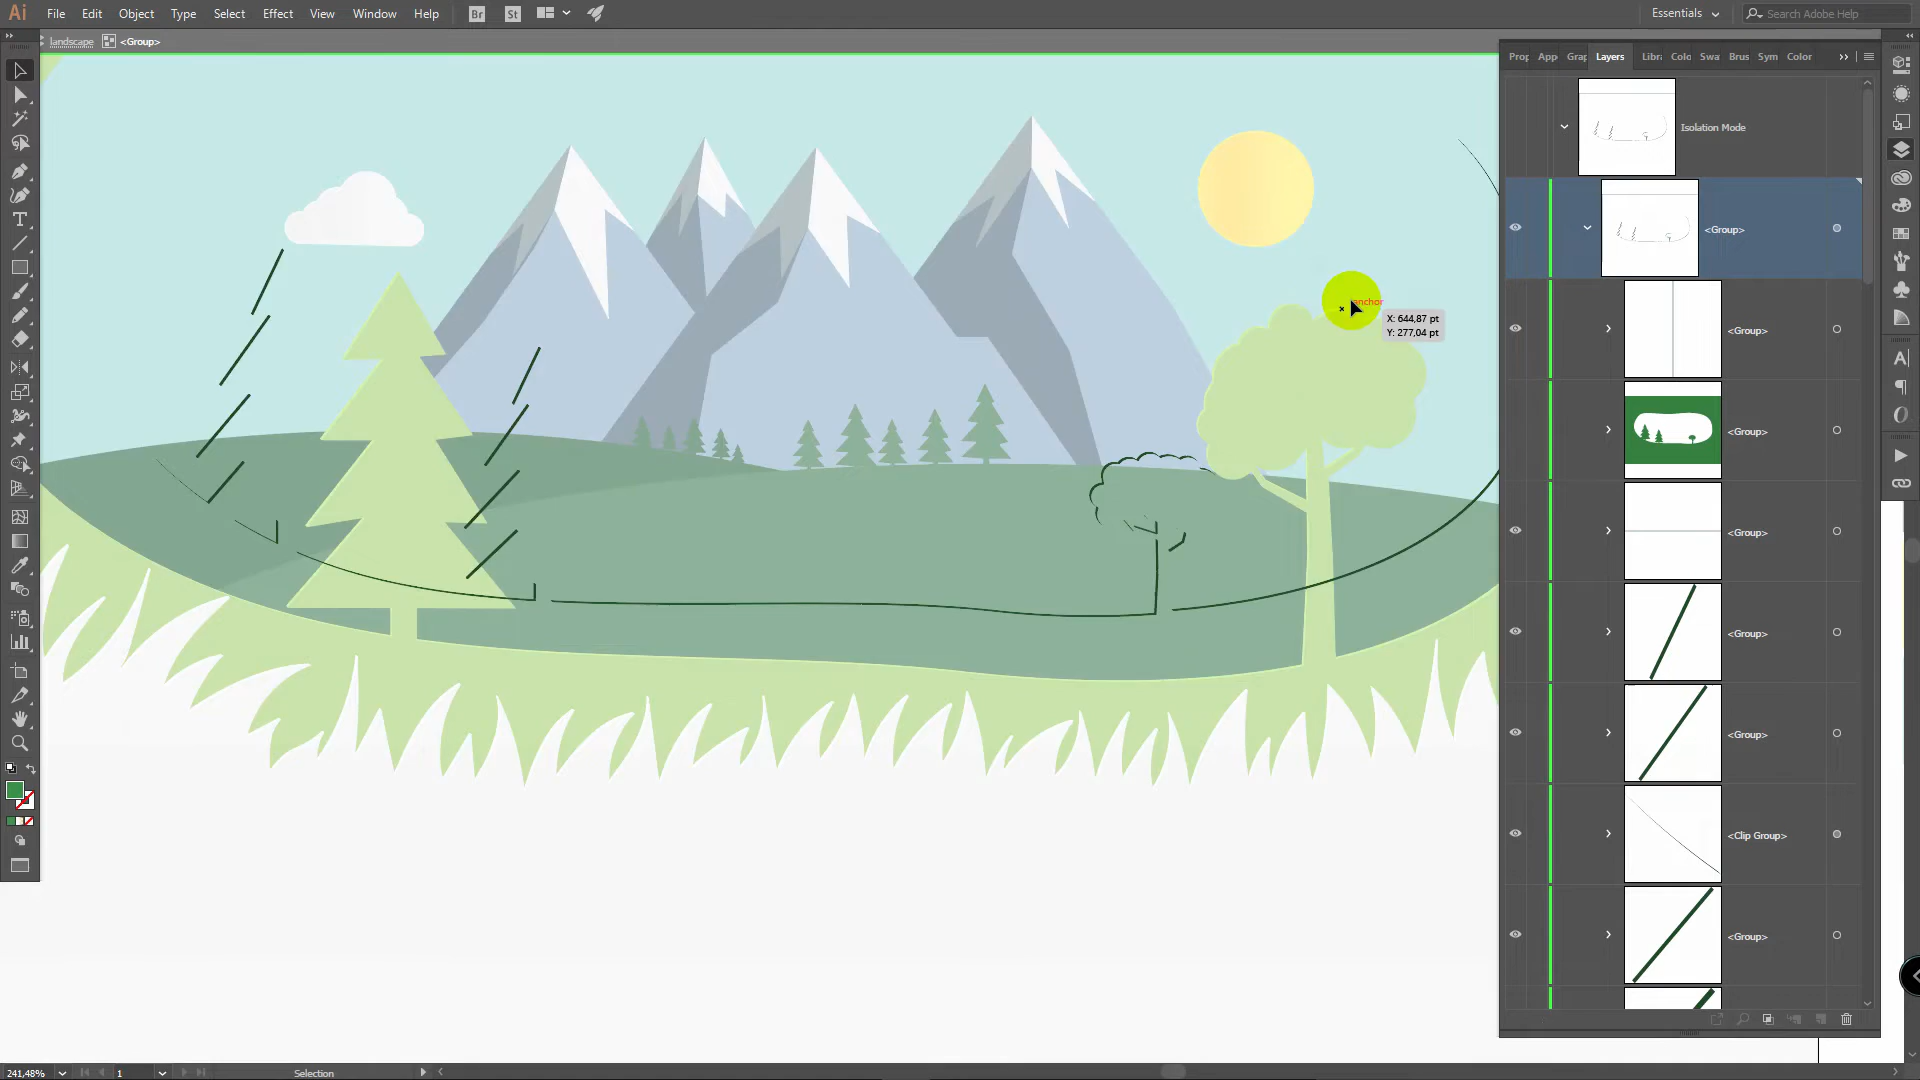 Ai File Edit Object Type Select Effect View Window Help Br St Essentials Search Adobe Help
landscape <Group>
Prop App Grap Layers Libra Colo Swa Brus Sym Color
Isolation Mode
<Group>
anchor
X: 644,87 pt
Y: 277,04 pt
<Group>
<Group>
<Group>
<Group>
<Group>
<Clip Group>
<Group>
241,48% 1 Selection